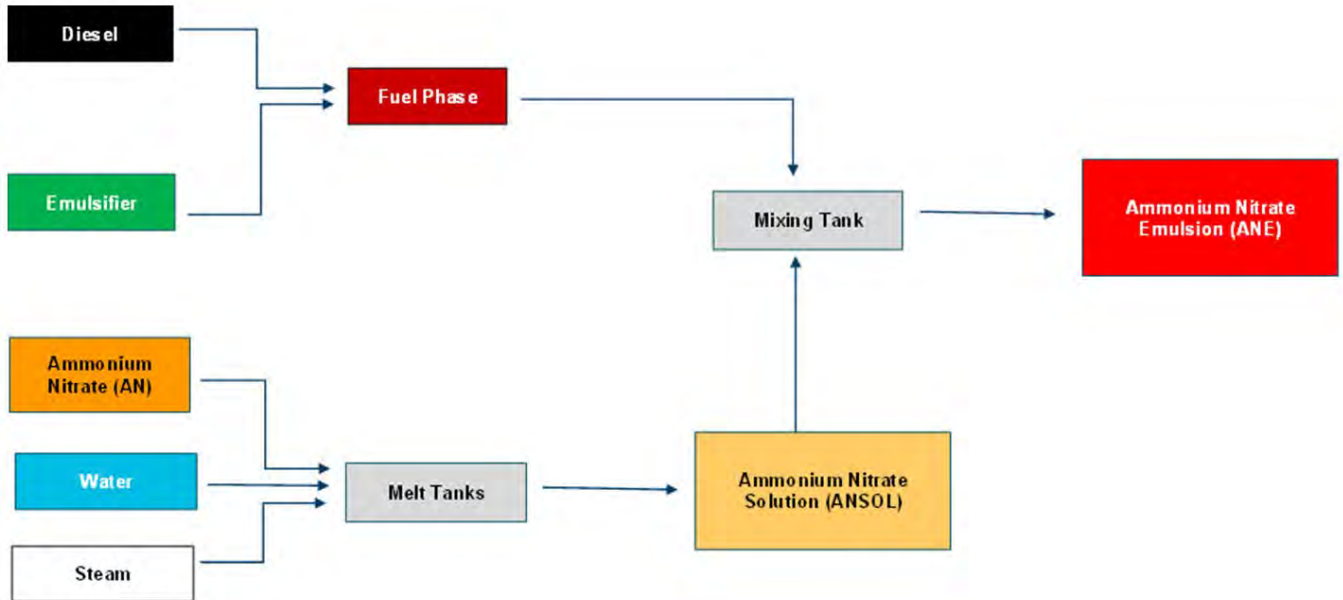 Diesel
Fuel Phase
Emulsifier
Mixing Tank
Ammonium Nitrate
Emulsion (ANE)
Ammonium
Nitrate (AN)
Water
Melt Tanks
Ammonium Nitrate
Solution (ANSOL)
Steam